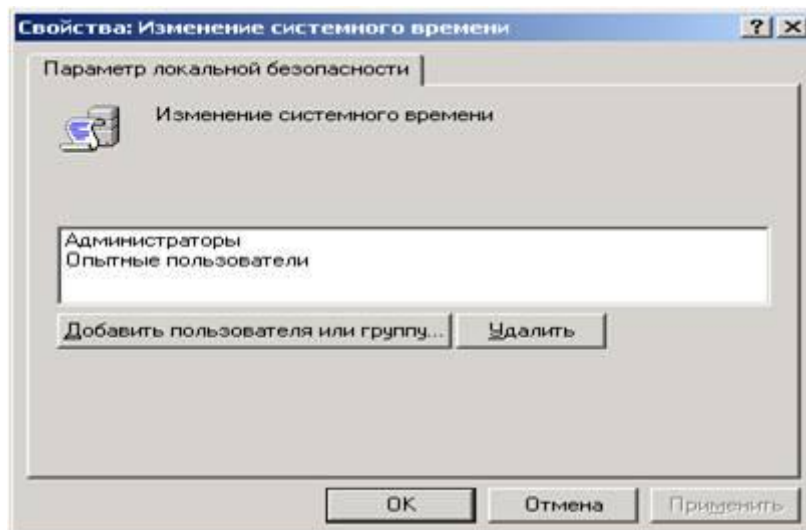 Свойства: Изменение системного времени
Параметр локальной безопасности
Изменение системного времени
Администраторы
Опытные пользователи
Добавить пользователя или группу... Удалить
OK Отмена Применить